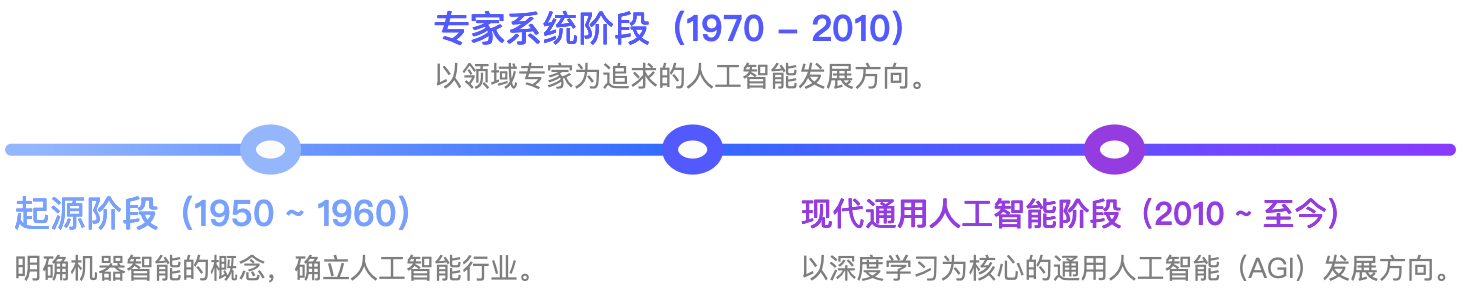 专家系统阶段（1970 – 2010）
以领域专家为追求的人工智能发展方向。
起源阶段（1950 ~ 1960）
明确机器智能的概念，确立人工智能行业。
现代通用人工智能阶段（2010 ~ 至今）
以深度学习为核心的通用人工智能（AGI）发展方向。